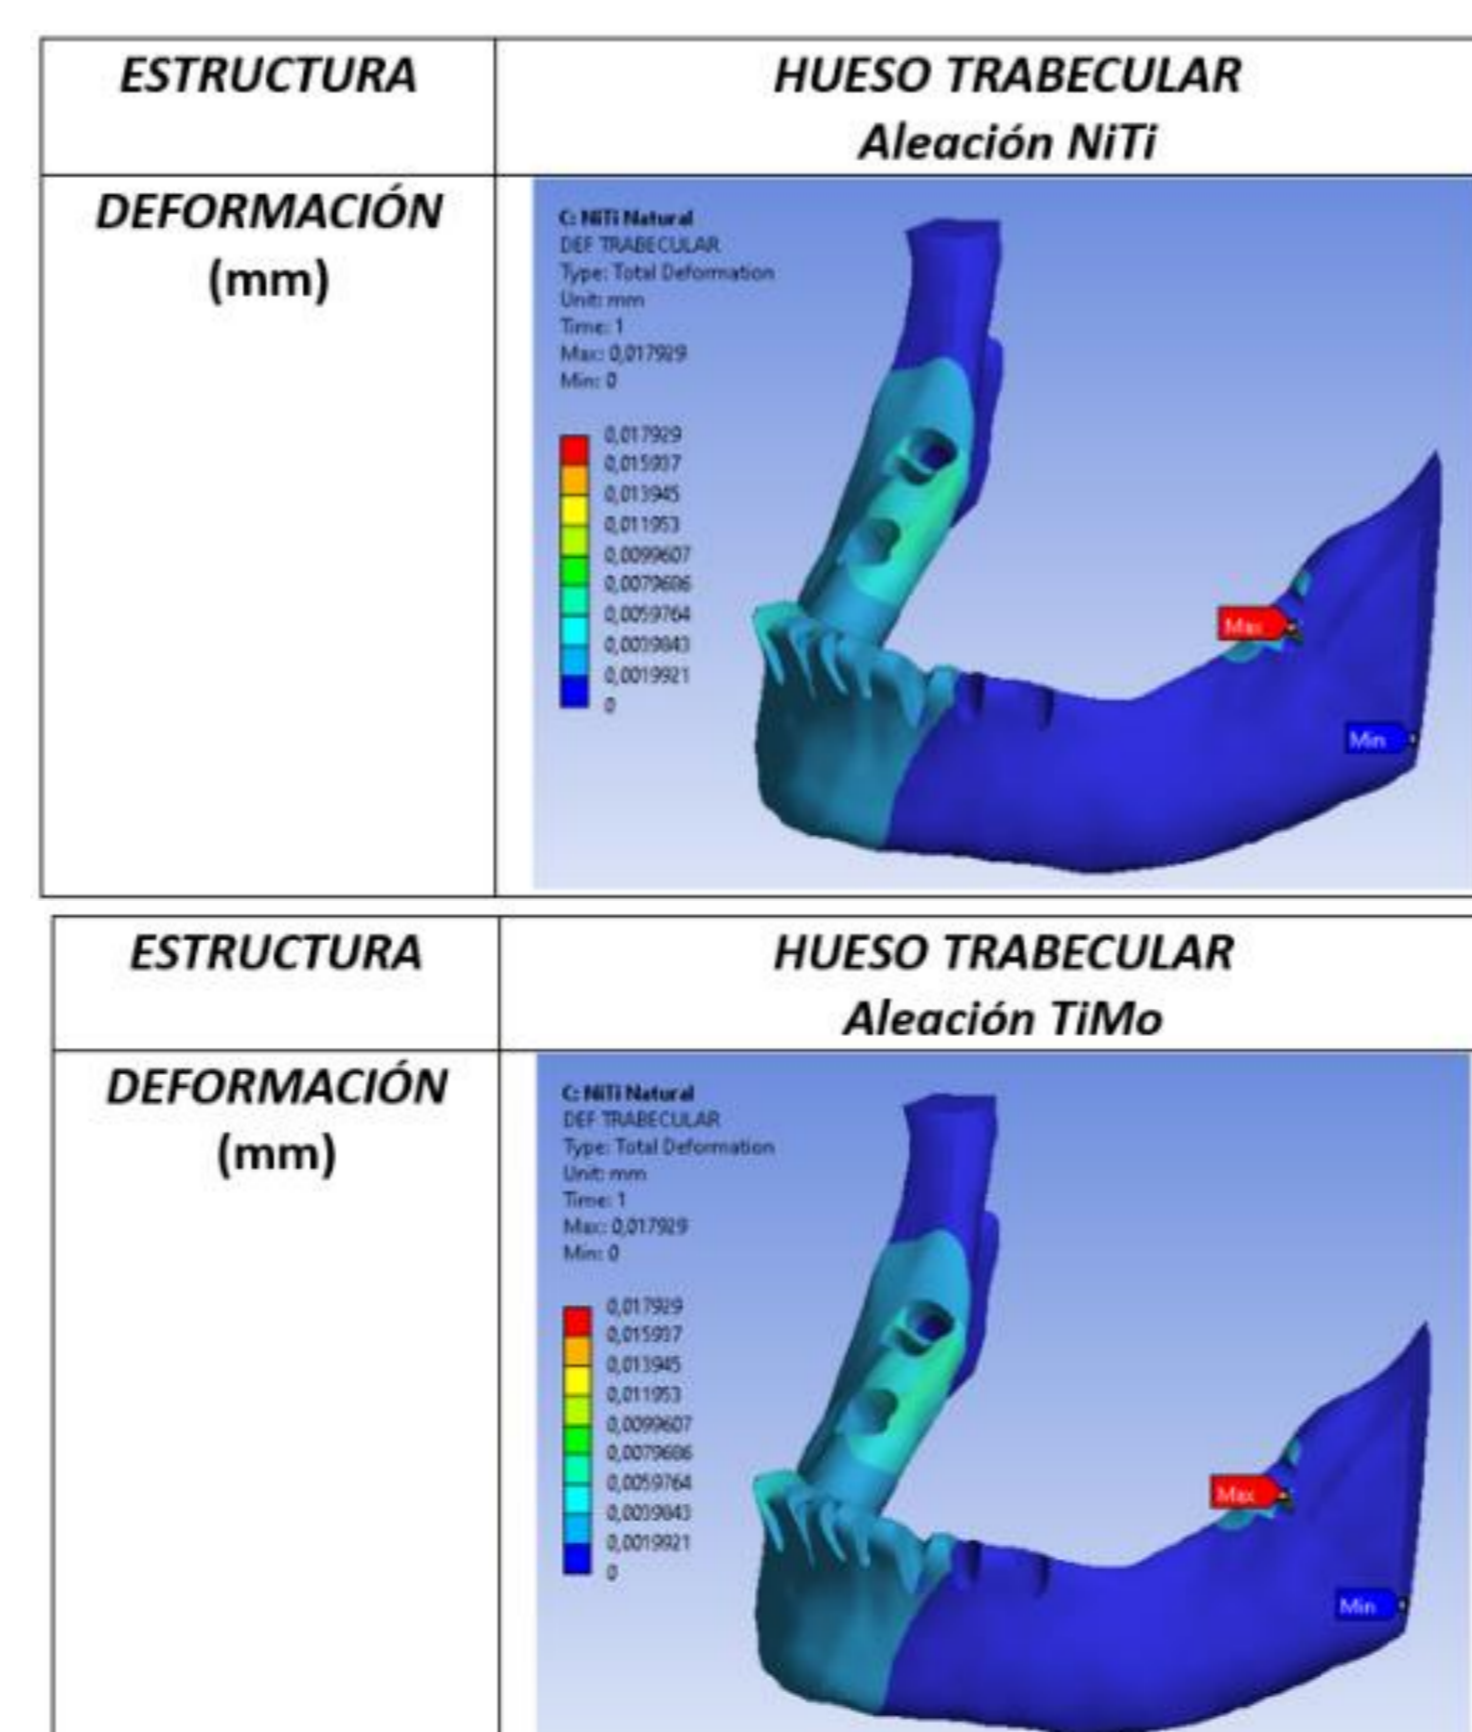 ESTRUCTURA
HUESO TRABECULAR
Aleación NiTi
DEFORMACIÓN
(mm)
C: NiTi Natural
DEF TRABECULAR
Type: Total Deformation
Unit: mm
Time: 1
Max: 0,017929
Min: 0
0,017929
0,015937
0,013945
0,011953
0,0099607
0,0079686
0,0059764
0,0039843
0,0019921
0
Max
Min
ESTRUCTURA
HUESO TRABECULAR
Aleación TiMo
DEFORMACIÓN
(mm)
C: NiTi Natural
DEF TRABECULAR
Type: Total Deformation
Unit: mm
Time: 1
Max: 0,017929
Min: 0
0,017929
0,015937
0,013945
0,011953
0,0099607
0,0079686
0,0059764
0,0039843
0,0019921
0
Max
Min